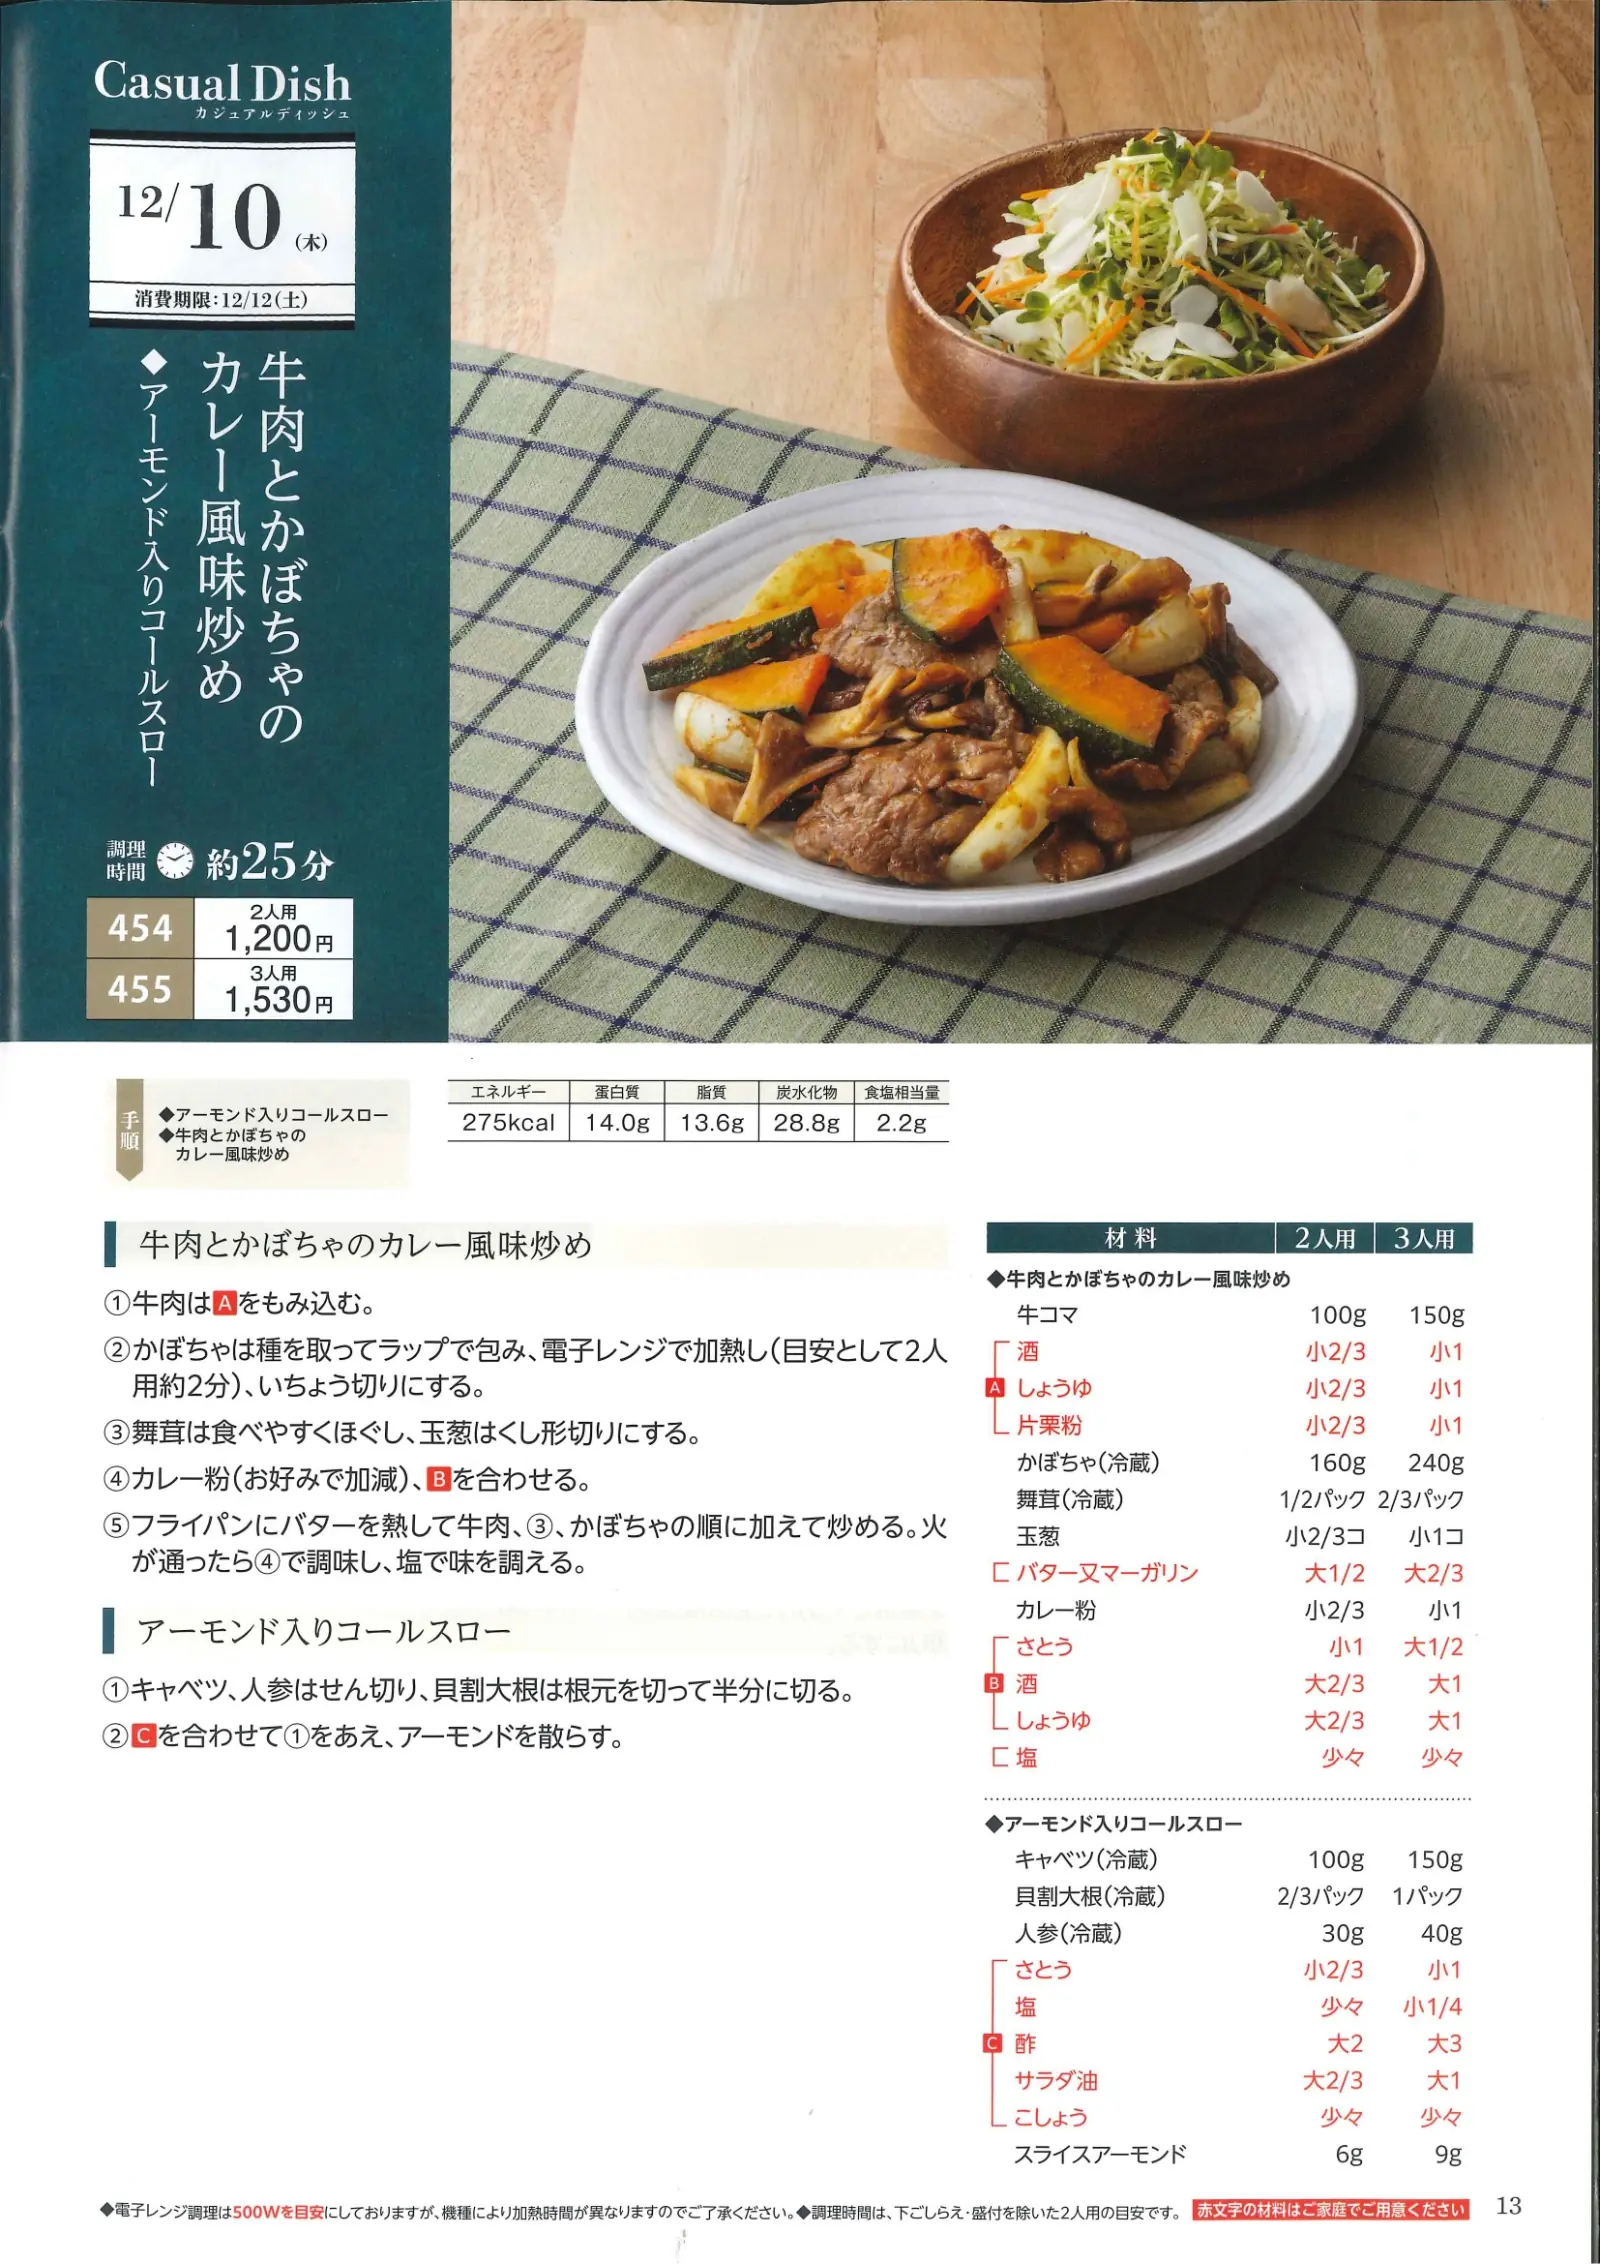 Casual Dish
カジュアルディッシュ
12/10(木)
消費期限:12/12(土)
牛肉とかぼちゃの
カレー風味炒め
◆アーモンド入りコールスロー
調理時間 約25分
454 2人用 1,200円
455 3人用 1,530円
手順
◆アーモンド入りコールスロー
◆牛肉とかぼちゃの
カレー風味炒め
エネルギー 蛋白質 脂質 炭水化物 食塩相当量
275kcal 14.0g 13.6g 28.8g 2.2g
牛肉とかぼちゃのカレー風味炒め
①牛肉はAをもみ込む。
②かぼちゃは種を取ってラップで包み、電子レンジで加熱し(目安として2人
用約2分)、いちょう切りにする。
③舞茸は食べやすくほぐし、玉葱はくし形切りにする。
④カレー粉(お好みで加減)、Bを合わせる。
⑤フライパンにバターを熱して牛肉、③、かぼちゃの順に加えて炒める。火
が通ったら④で調味し、塩で味を調える。
アーモンド入りコールスロー
①キャベツ、人参はせん切り、貝割大根は根元を切って半分に切る。
②Cを合わせて①をあえ、アーモンドを散らす。
材料 2人用 3人用
◆牛肉とかぼちゃのカレー風味炒め
牛コマ 100g 150g
酒 小2/3 小1
A しょうゆ 小2/3 小1
片栗粉 小2/3 小1
かぼちゃ(冷蔵) 160g 240g
舞茸(冷蔵) 1/2パック 2/3パック
玉葱 小2/3コ 小1コ
バター又マーガリン 大1/2 大2/3
カレー粉 小2/3 小1
さとう 小1 大1/2
B 酒 大2/3 大1
しょうゆ 大2/3 大1
塩 少々 少々
◆アーモンド入りコールスロー
キャベツ(冷蔵) 100g 150g
貝割大根(冷蔵) 2/3パック 1パック
人参(冷蔵) 30g 40g
さとう 小2/3 小1
塩 少々 小1/4
C 酢 大2 大3
サラダ油 大2/3 大1
こしょう 少々 少々
スライスアーモンド 6g 9g
◆電子レンジ調理は500Wを目安にしておりますが、機種により加熱時間が異なりますのでご了承ください。◆調理時間は、下ごしらえ・盛付を除いた2人用の目安です。 赤文字の材料はご家庭でご用意ください 13